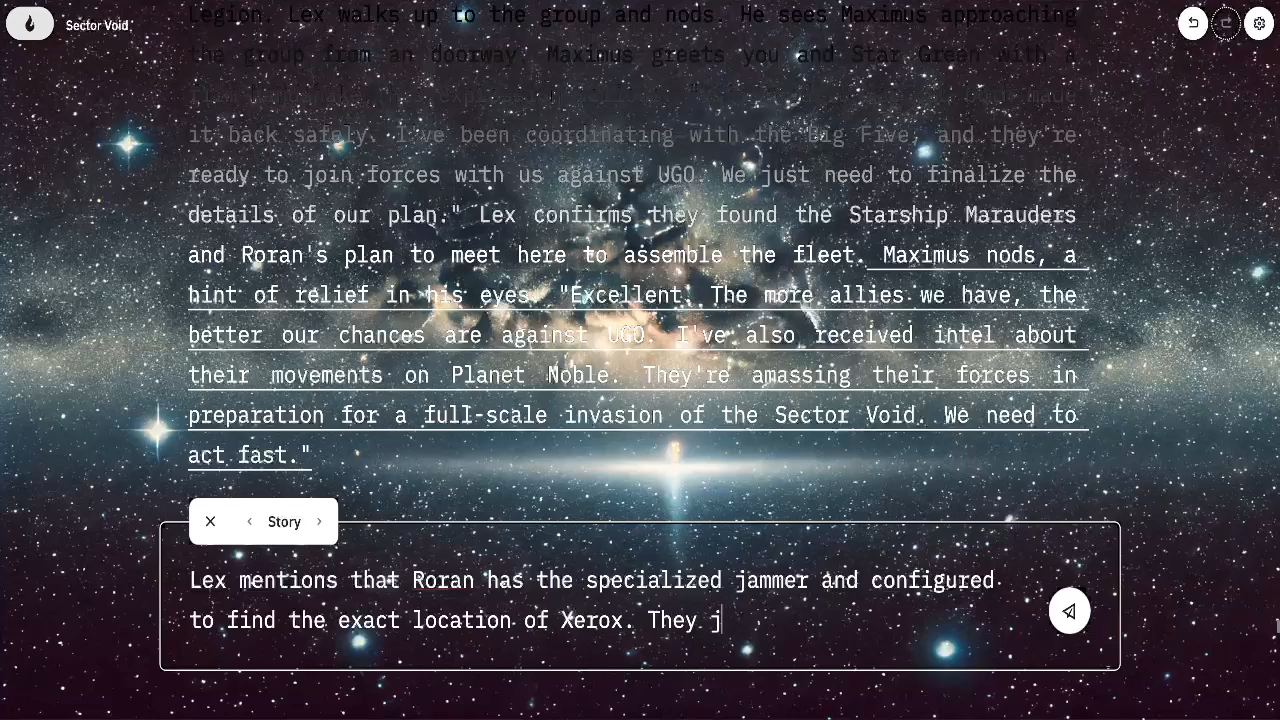 Sector Void
Legion. Lex walks up to the group and nods. He sees Maximus approaching
the group from an doorway. Maximus greets you and Star Green with a
it back safely. I've been coordinating with the Big Five, and they're
ready to join forces with us against UGO. We just need to finalize the
details of our plan." Lex confirms they found the Starship Marauders
and Roran's plan to meet here to assemble the fleet. Maximus nods, a
hint of relief in his eyes. "Excellent. The more allies we have, the
better our chances are against UGO. I've also received intel about
their movements on Planet Noble. They're amassing their forces in
preparation for a full-scale invasion of the Sector Void. We need to
act fast."
Story
Lex mentions that Roran has the specialized jammer and configured
to find the exact location of Xerox. They j